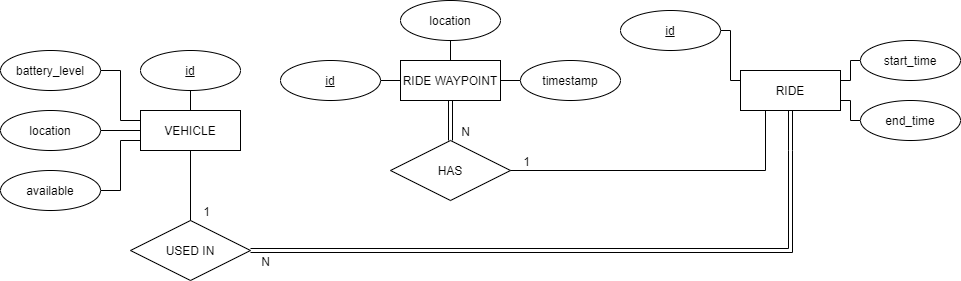 location
id
battery_level
id
id
RIDE WAYPOINT
timestamp
RIDE
start_time
end_time
location
VEHICLE
available
N
HAS
1
1
USED IN
N